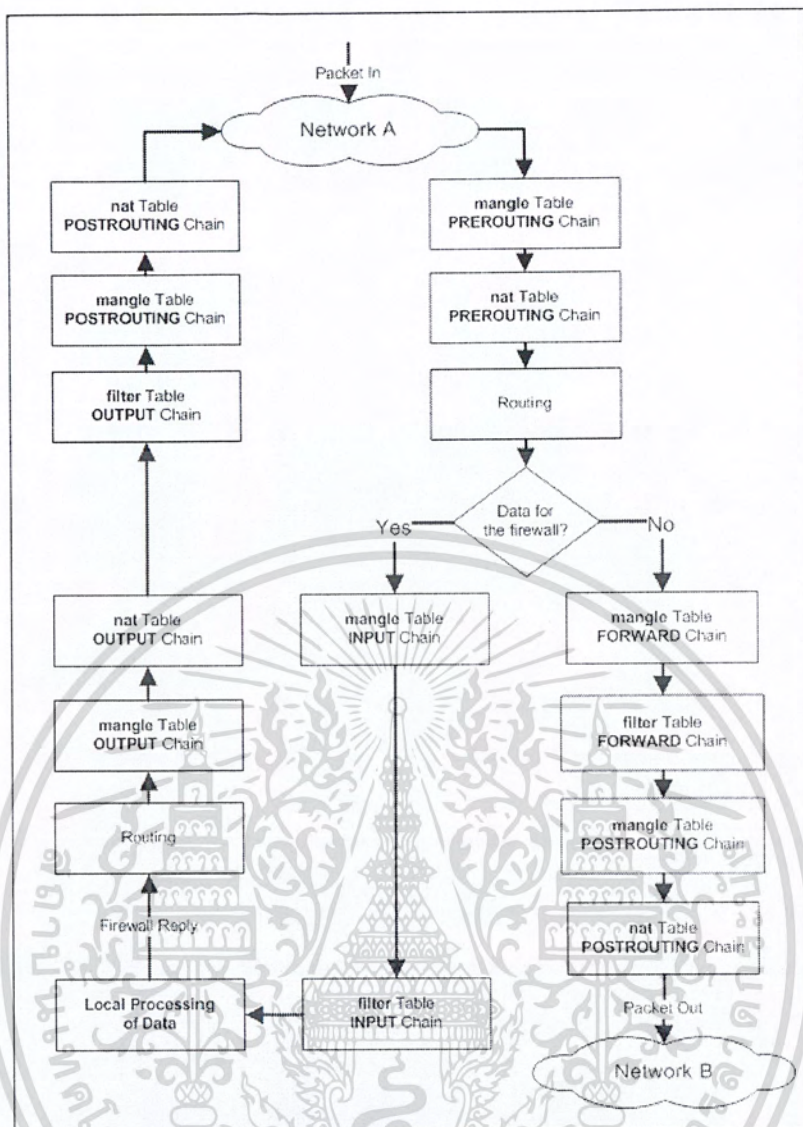 Packet In
Network A
nat Table
POSTROUTING Chain
mangle Table
POSTROUTING Chain
filter Table
OUTPUT Chain
nat Table
OUTPUT Chain
mangle Table
OUTPUT Chain
Routing
Firewall Reply
Local Processing
of Data
mangle Table
PREROUTING Chain
nat Table
PREROUTING Chain
Routing
Data for
the firewall?
Yes
No
mangle Table
INPUT Chain
filter Table
INPUT Chain
mangle Table
FORWARD Chain
filter Table
FORWARD Chain
mangle Table
POSTROUTING Chain
nat Table
POSTROUTING Chain
Packet Out
Network B